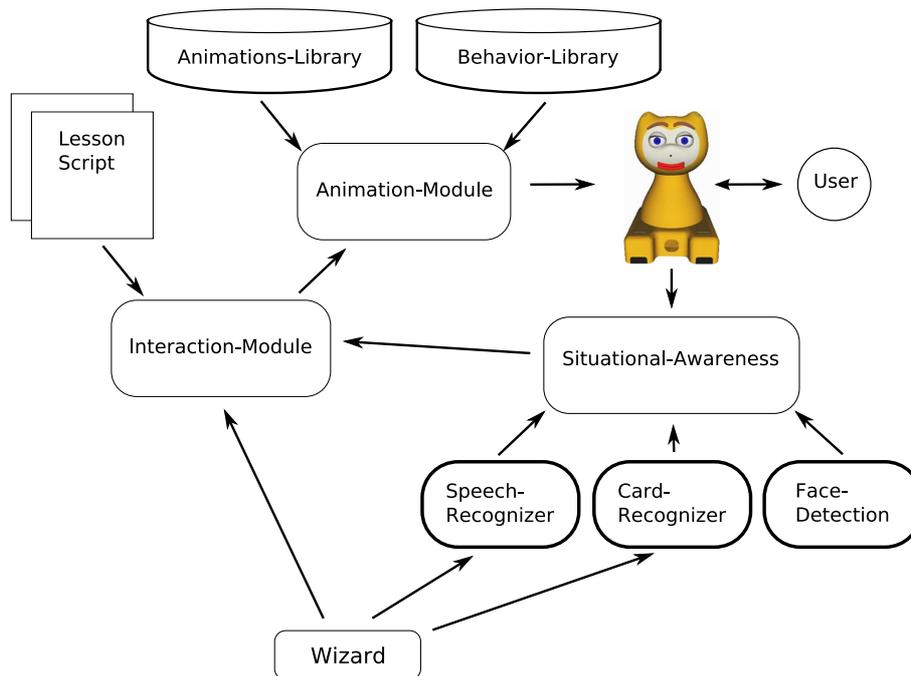 Animations-Library
Behavior-Library
Lesson
Script
Animation-Module
User
Interaction-Module
Situational-Awareness
Speech-
Recognizer
Card-
Recognizer
Face-
Detection
Wizard